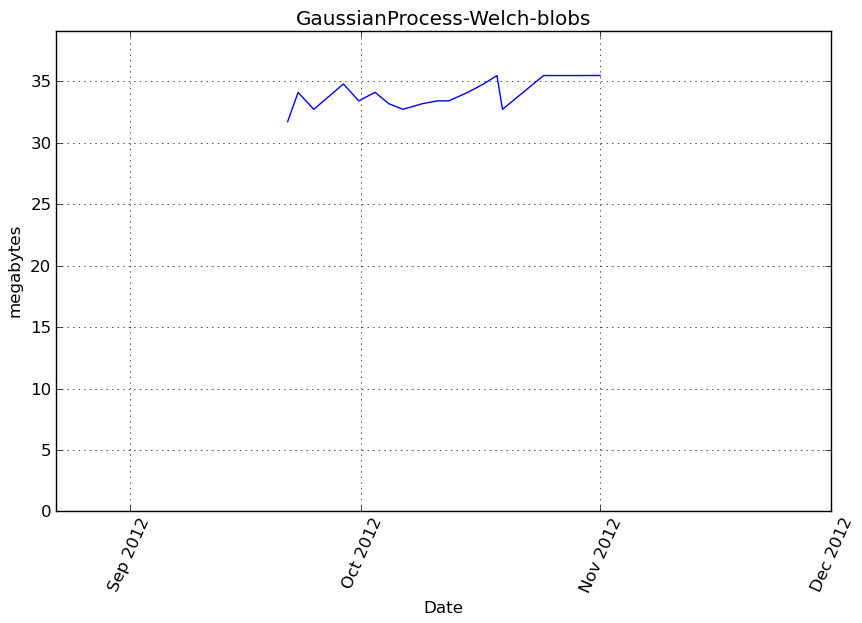 GaussianProcess-Welch-blobs
35
30
25
20
15
10
5
0
megabytes
Sep 2012
Oct 2012
Nov 2012
Dec 2012
Date